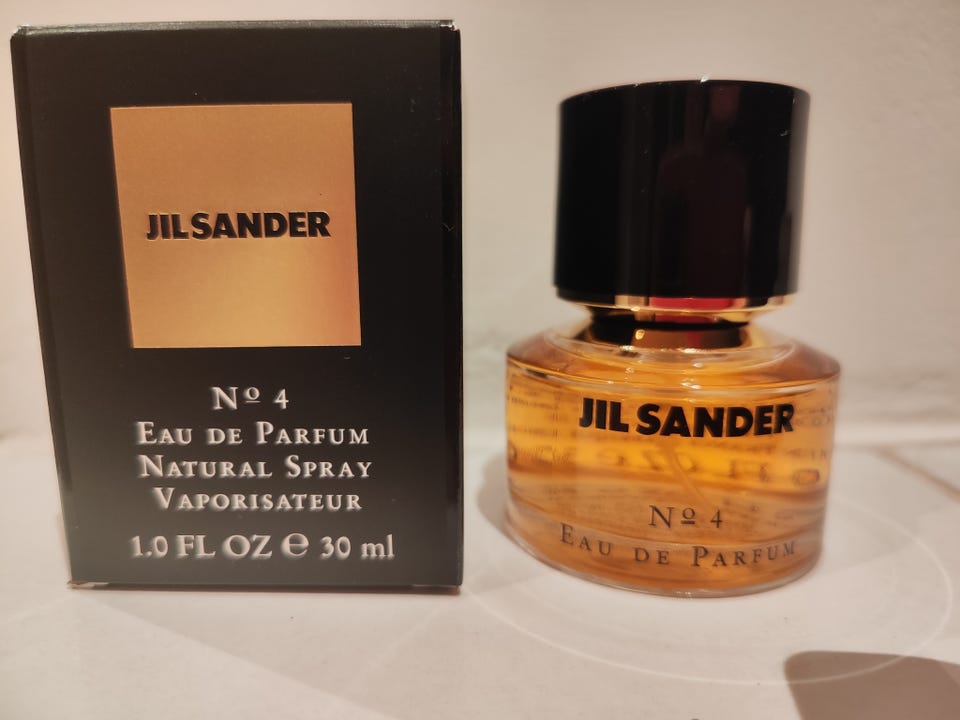 JIL SANDER
Nº 4
EAU DE PARFUM
NATURAL SPRAY
VAPORISATEUR
1.0 FL OZ ℮ 30 ml
JIL SANDER
Nº 4
EAU DE PARFUM